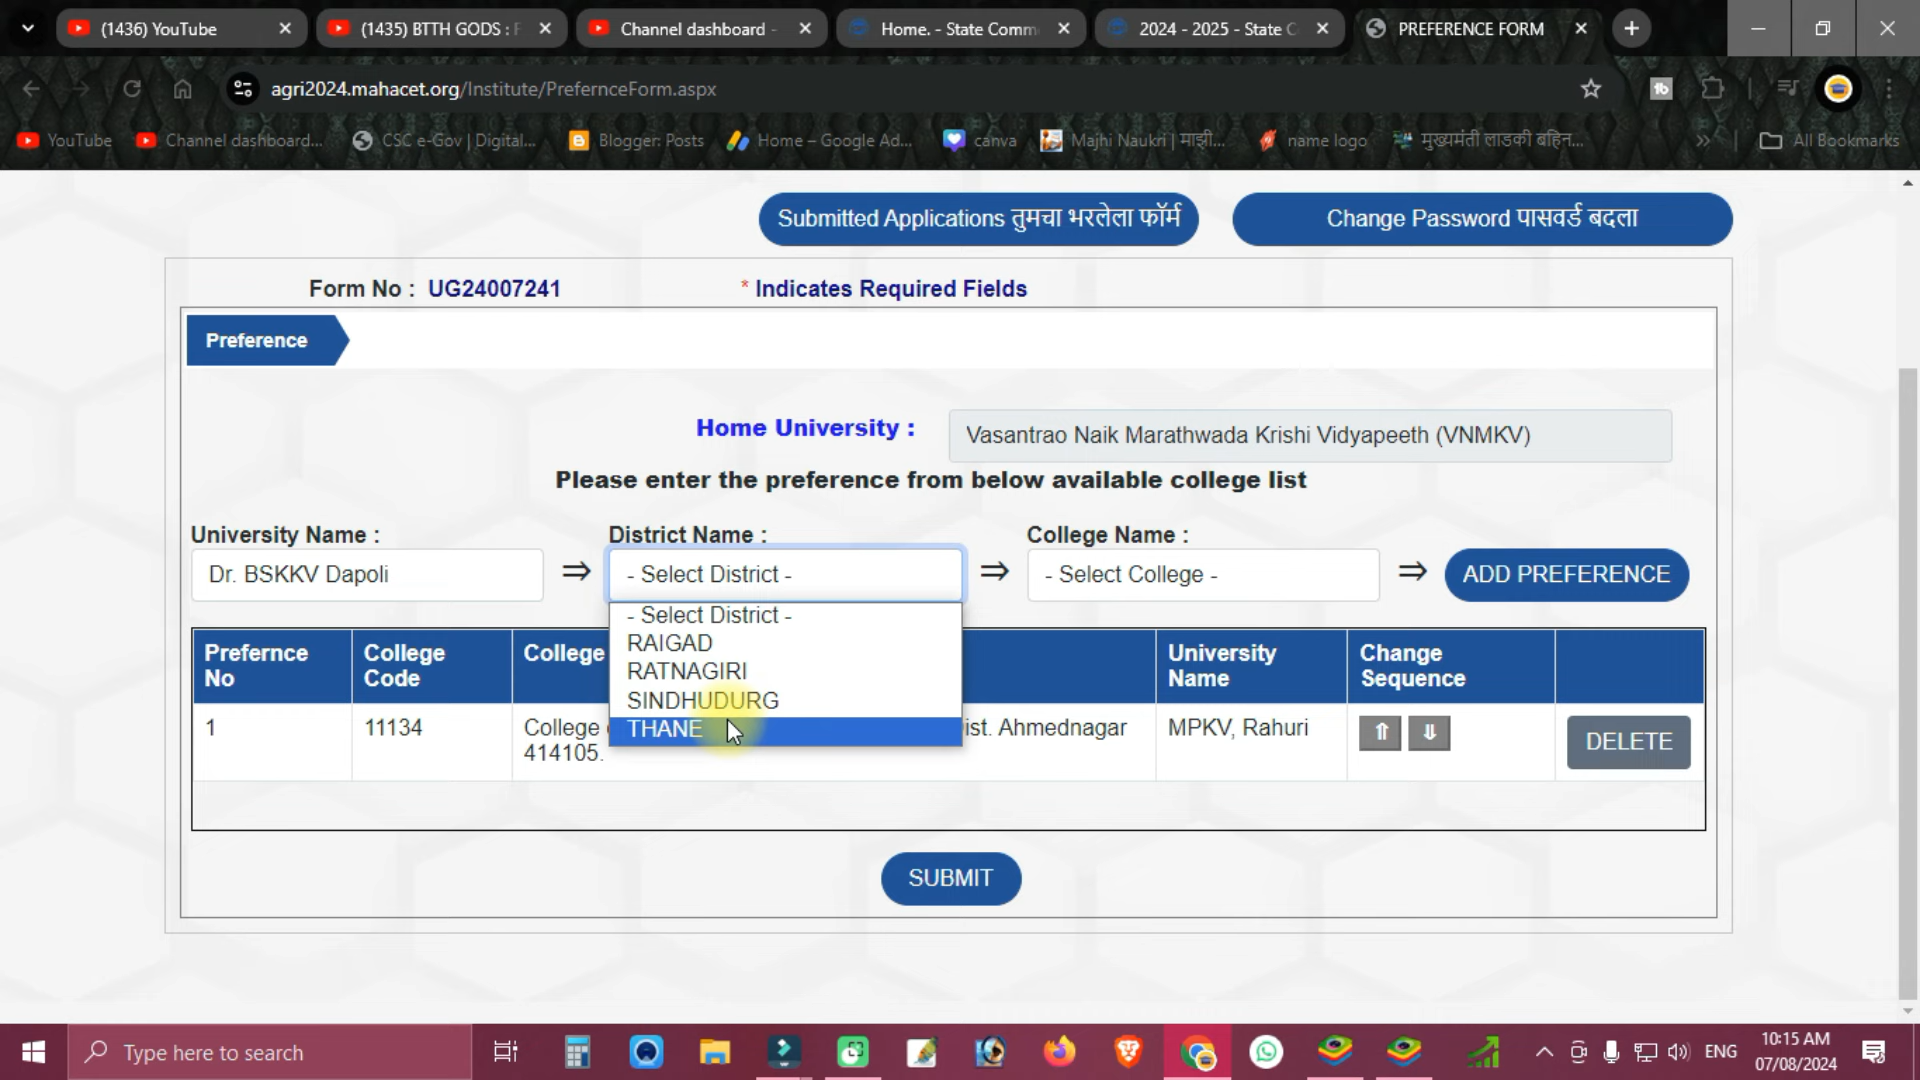 (1436) YouTube
(1435) BTTH GODS : F
Channel dashboard -
Home. - State Comm
2024 - 2025 - State C
PREFERENCE FORM
agri2024.mahacet.org/Institute/PrefernceForm.aspx
YouTube
Channel dashboard...
CSC e-Gov | Digital...
Blogger: Posts
Home – Google Ad...
canva
Majhi Naukri | माझी...
name logo
मुख्यमंती लाडकी बहिन...
All Bookmarks
Submitted Applications तुमचा भरलेला फॉर्म
Change Password पासवर्ड बदला
Form No : UG24007241
* Indicates Required Fields
Preference
Home University :
Vasantrao Naik Marathwada Krishi Vidyapeeth (VNMKV)
Please enter the preference from below available college list
University Name :
District Name :
College Name :
Dr. BSKKV Dapoli
⇒
- Select District -
⇒
- Select College -
⇒
ADD PREFERENCE
- Select District -
RAIGAD
RATNAGIRI
SINDHUDURG
THANE
Prefernce No
College Code
College
University Name
Change Sequence
1
11134
College
ist. Ahmednagar
414105.
MPKV, Rahuri
⇑
⇓
DELETE
SUBMIT
Type here to search
ENG
10:15 AM
07/08/2024